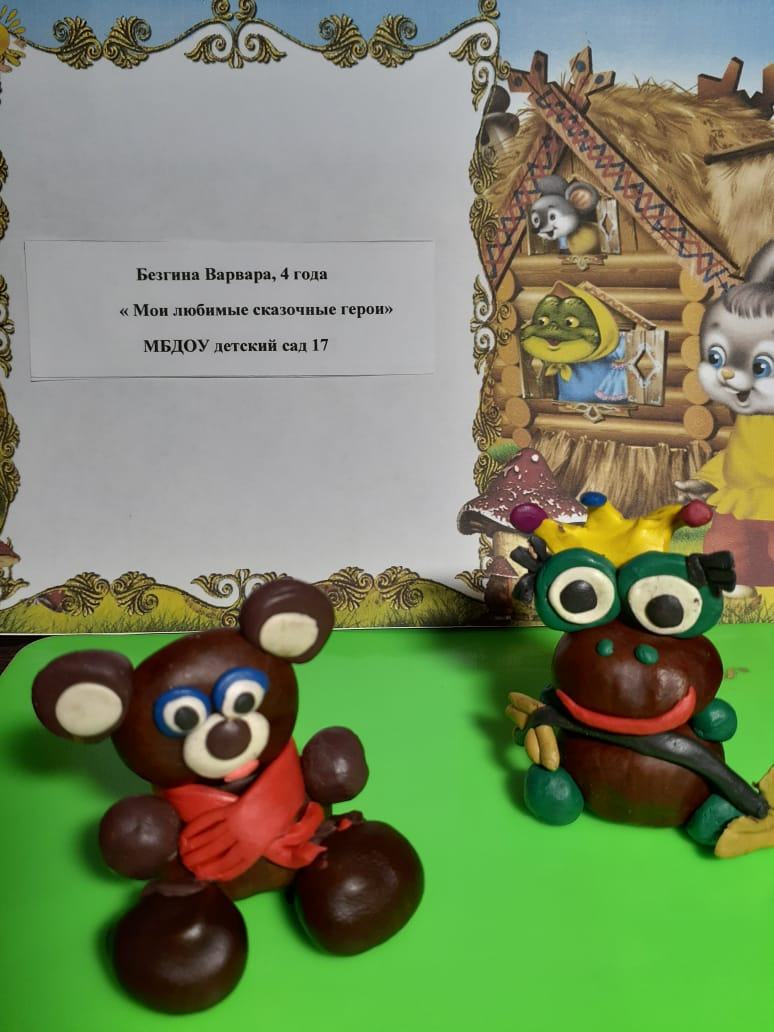 Безгина Варвара, 4 года
« Мои любимые сказочные герои»
МБДОУ детский сад 17